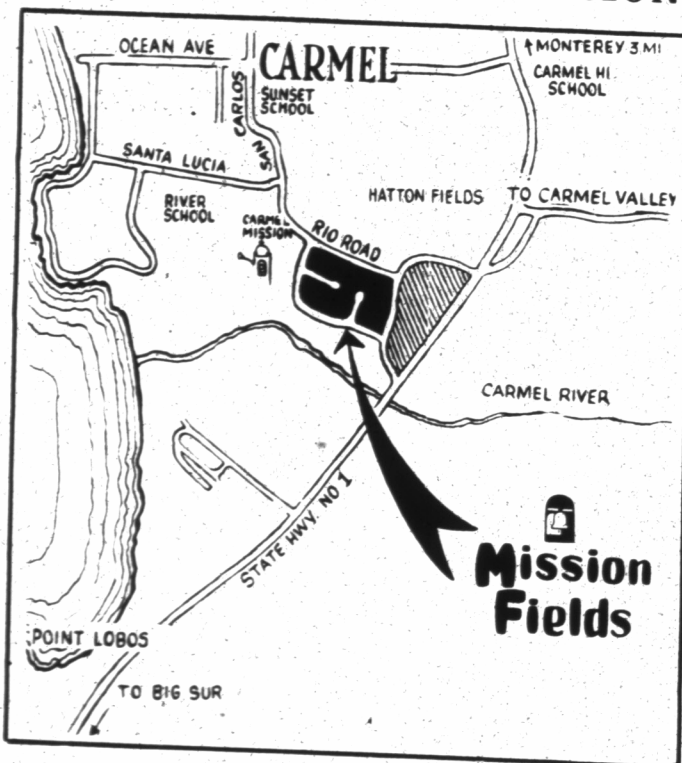 OCEAN AVE
CARMEL
↑MONTEREY 3 MI
CARMEL HI
SCHOOL
SAN CARLOS
SUNSET
SCHOOL
SANTA LUCIA
RIVER
SCHOOL
CARMEL
MISSION
RIO ROAD
HATTON FIELDS
TO CARMEL VALLEY
CARMEL RIVER
STATE HWY. NO 1
Mission
Fields
POINT LOBOS
TO BIG SUR